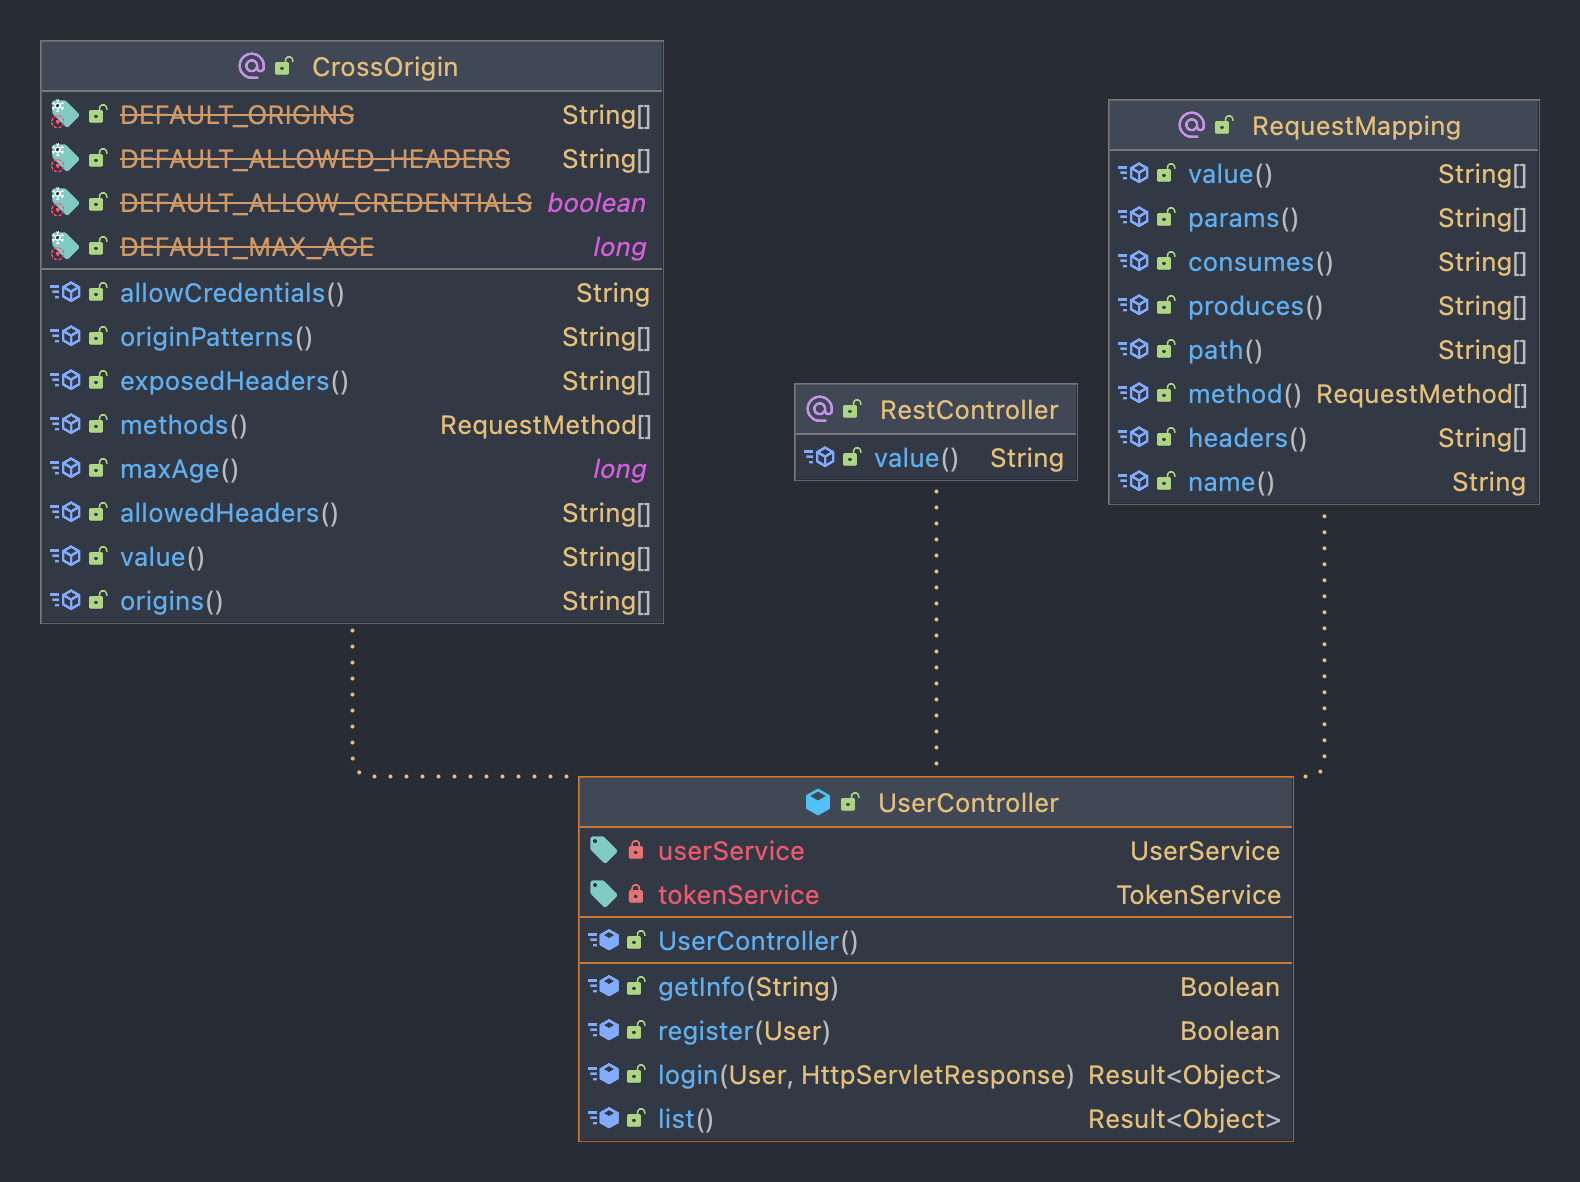 CrossOrigin
DEFAULT_ORIGINS String[]
DEFAULT_ALLOWED_HEADERS String[]
DEFAULT_ALLOW_CREDENTIALS boolean
DEFAULT_MAX_AGE long
allowCredentials() String
originPatterns() String[]
exposedHeaders() String[]
methods() RequestMethod[]
maxAge() long
allowedHeaders() String[]
value() String[]
origins() String[]
RestController
value() String
RequestMapping
value() String[]
params() String[]
consumes() String[]
produces() String[]
path() String[]
method() RequestMethod[]
headers() String[]
name() String
UserController
userService UserService
tokenService TokenService
UserController()
getInfo(String) Boolean
register(User) Boolean
login(User, HttpServletResponse) Result<Object>
list() Result<Object>